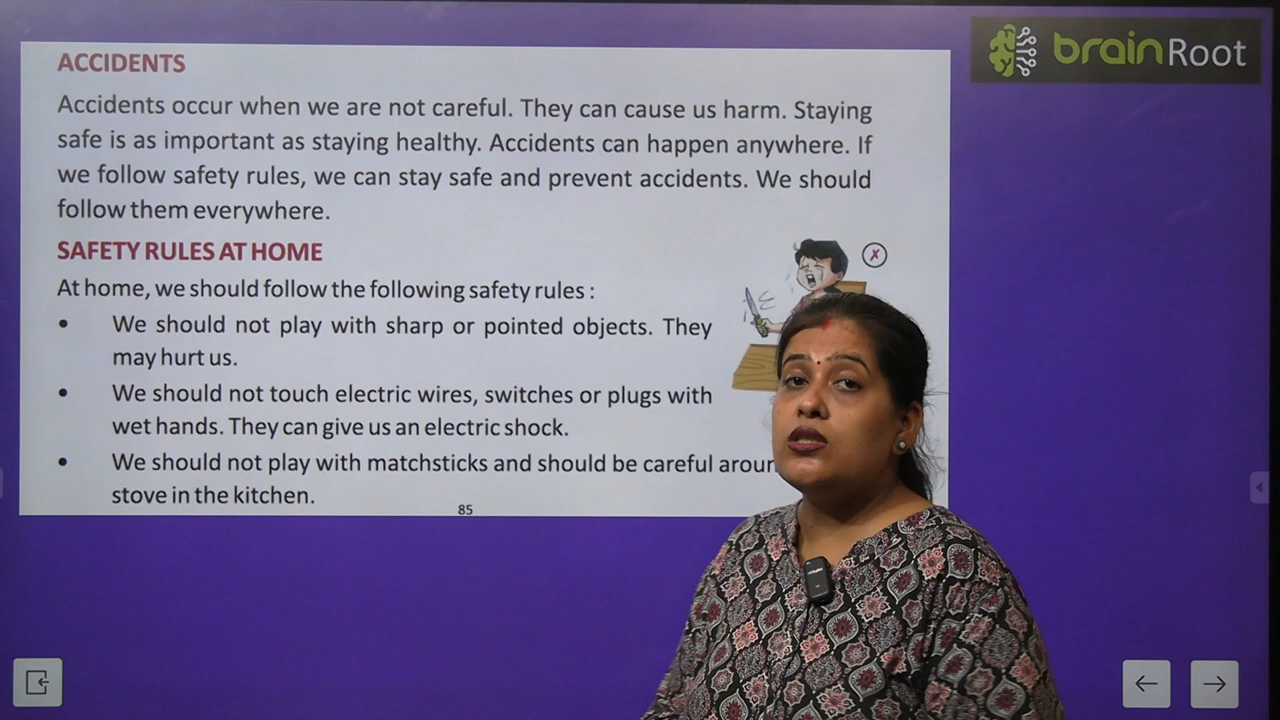 brainRoot
ACCIDENTS
Accidents occur when we are not careful. They can cause us harm. Staying
safe is as important as staying healthy. Accidents can happen anywhere. If
we follow safety rules, we can stay safe and prevent accidents. We should
follow them everywhere.
SAFETY RULES AT HOME
At home, we should follow the following safety rules :
• We should not play with sharp or pointed objects. They
may hurt us.
• We should not touch electric wires, switches or plugs with
wet hands. They can give us an electric shock.
• We should not play with matchsticks and should be careful
stove in the kitchen.
85